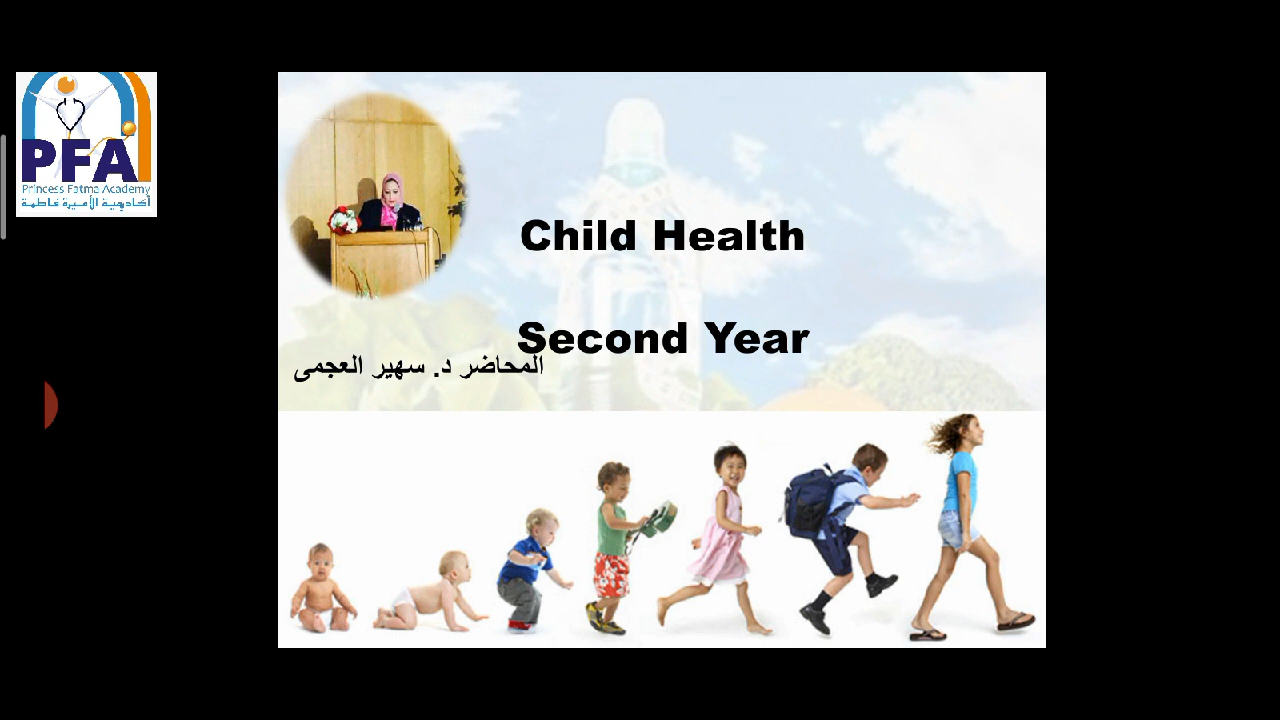 PFA
Princess Fatma Academy
أكاديمية الأميرة فاطمة
Child Health
Second Year
المحاضر د. سهير العجمى